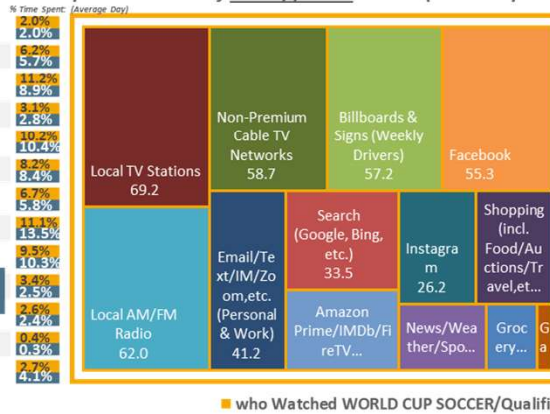 % Time Spent: (Average Day)
2.0%
2.0%
6.2%
5.7%
11.2%
8.9%
3.1%
2.8%
10.2%
10.4%
8.2%
8.4%
6.7%
5.8%
11.1%
13.5%
9.5%
10.3%
3.4%
2.5%
2.6%
2.4%
0.4%
0.3%
2.7%
4.1%
Local TV Stations
69.2
Non-Premium
Cable TV
Networks
58.7
Billboards &
Signs (Weekly
Drivers)
57.2
Facebook
55.3
Local AM/FM
Radio
62.0
Email/Te
xt/IM/Zo
om,etc.
(Personal
& Work)
41.2
Search
(Google, Bing,
etc.)
33.5
Instagra
m
26.2
Shopping
(incl.
Food/Au
ctions/Tr
avel,et...
Amazon
Prime/IMDb/Fi
reTV...
News/Wea
ther/Spo...
Groc
ery...
G
a
who Watched WORLD CUP SOCCER/Qualifi